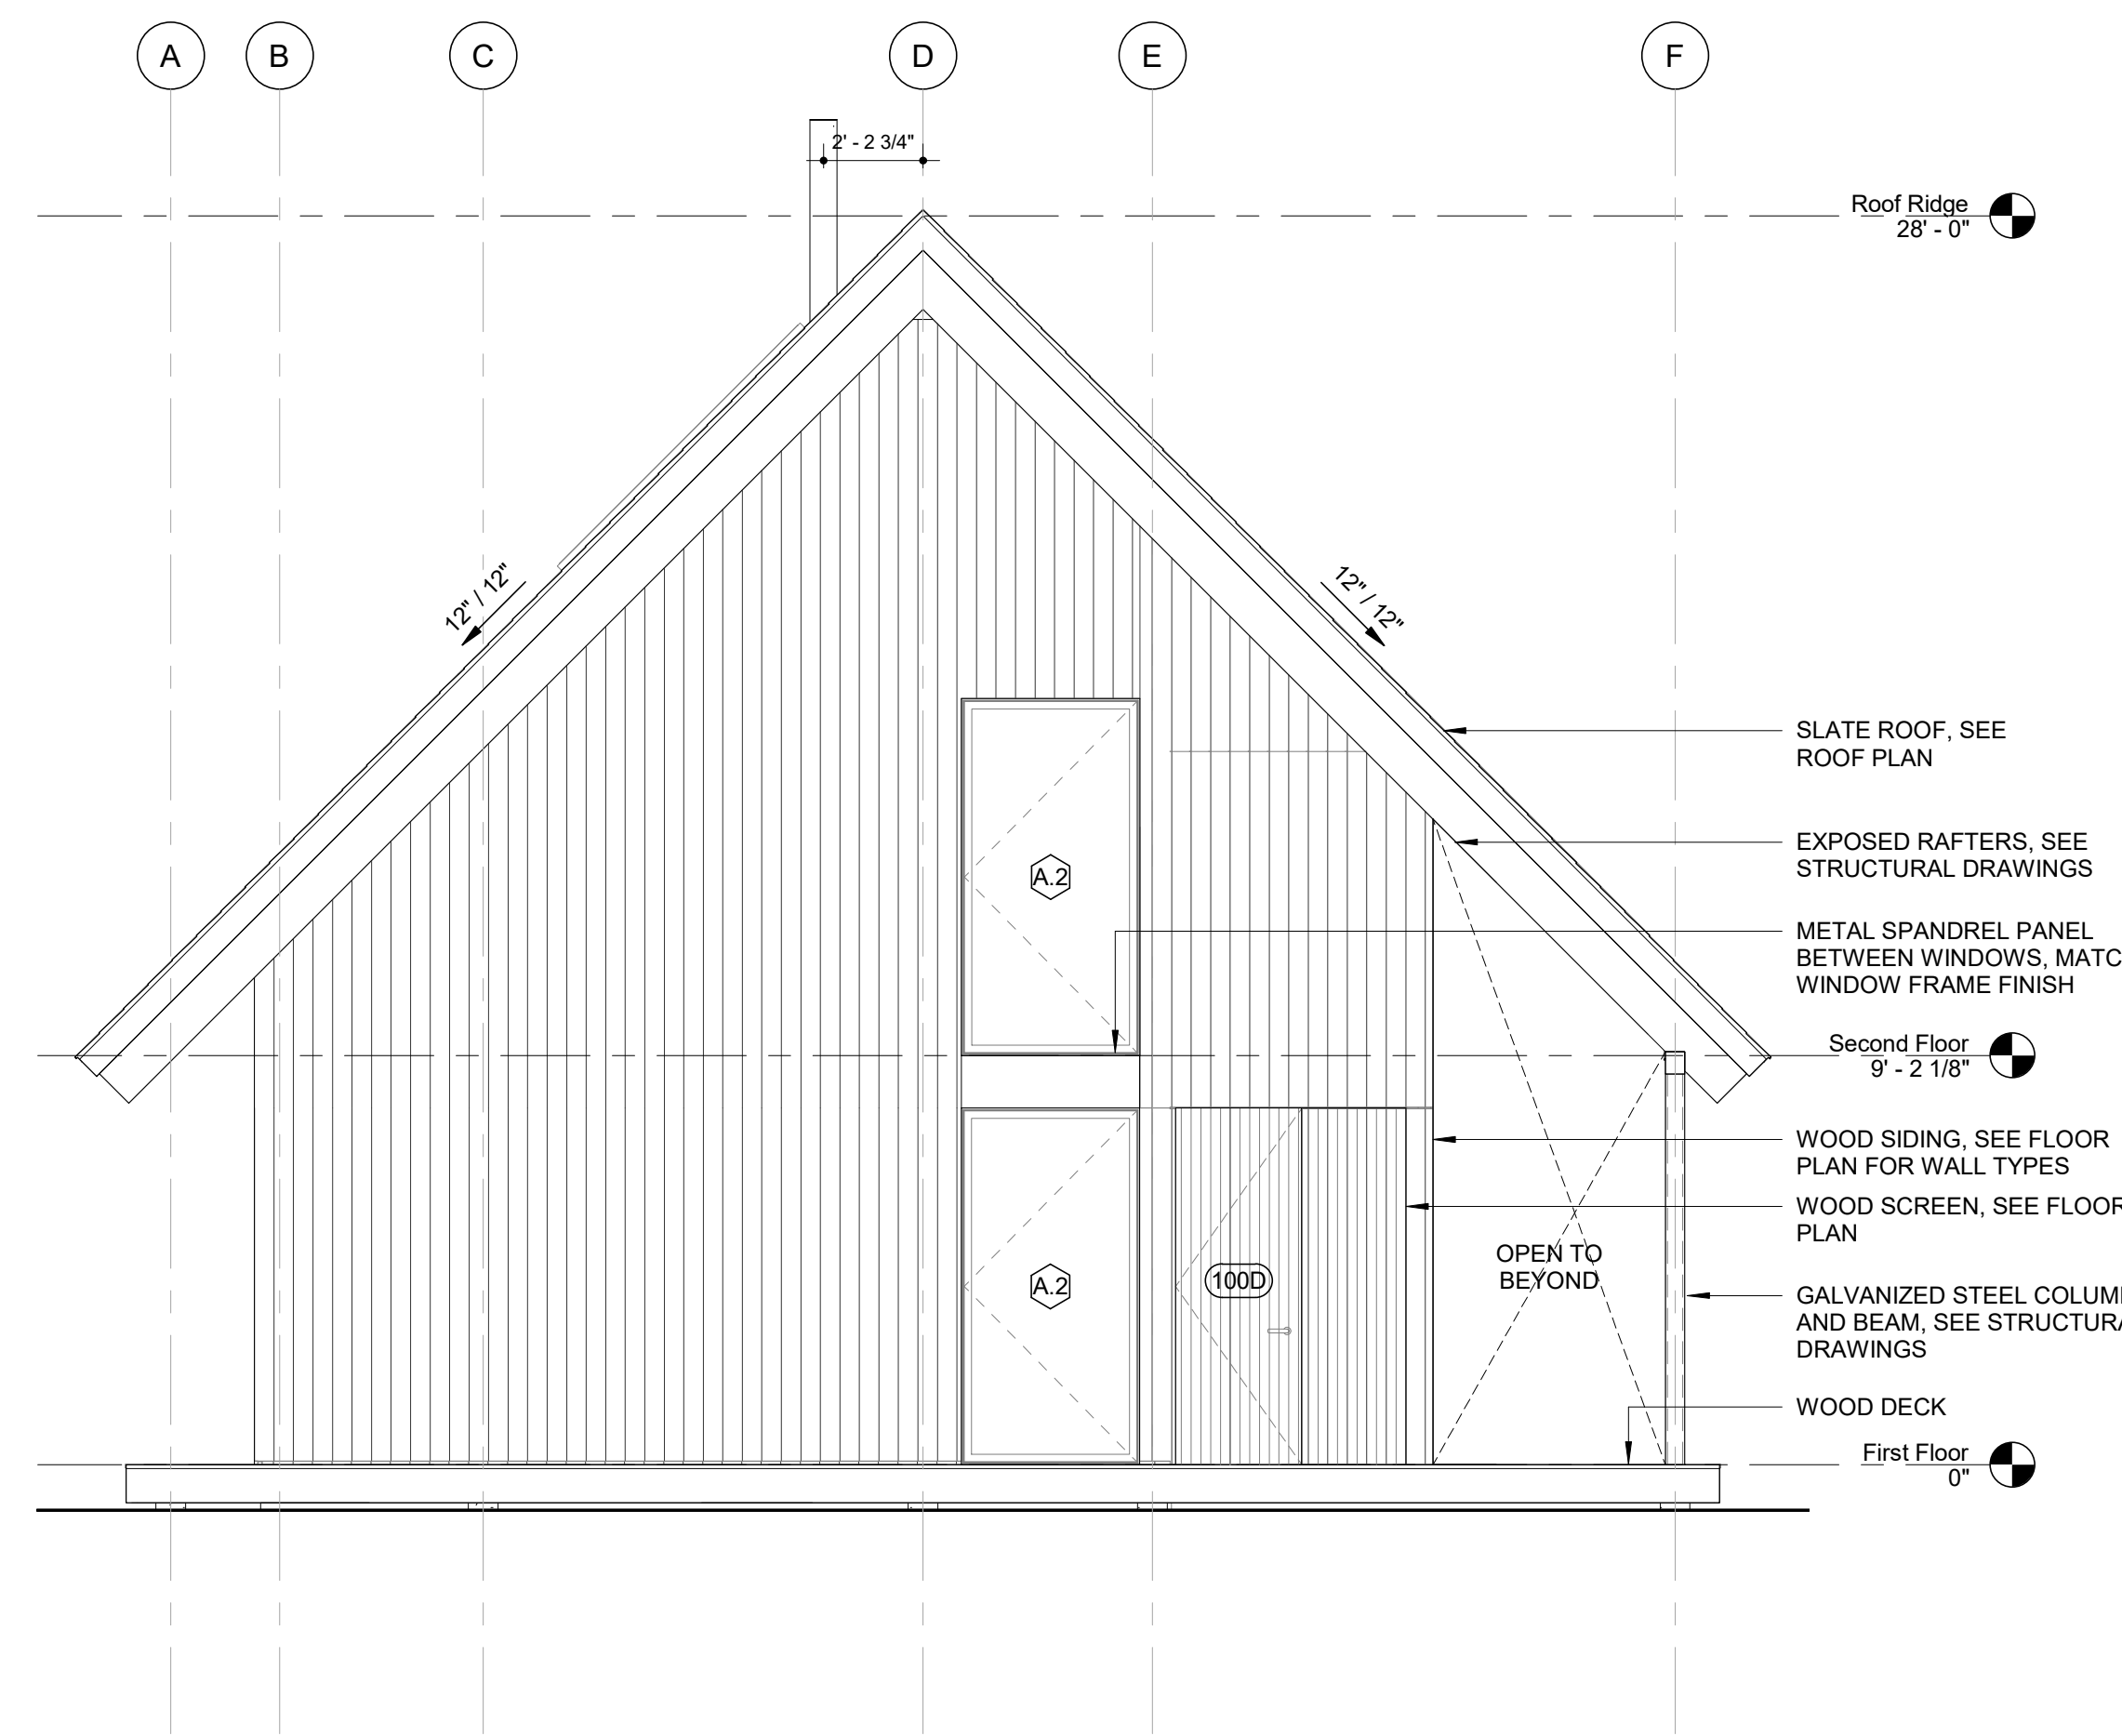 A
B
C
D
E
F
2' - 2 3/4"
Roof Ridge
28' - 0"
12" / 12"
12" / 12"
SLATE ROOF, SEE
ROOF PLAN
EXPOSED RAFTERS, SEE
STRUCTURAL DRAWINGS
A.2
METAL SPANDREL PANEL
BETWEEN WINDOWS, MATC
WINDOW FRAME FINISH
Second Floor
9' - 2 1/8"
WOOD SIDING, SEE FLOOR
PLAN FOR WALL TYPES
WOOD SCREEN, SEE FLOOR
PLAN
OPEN TO
BEYOND
A.2
100D
GALVANIZED STEEL COLUM
AND BEAM, SEE STRUCTURA
DRAWINGS
WOOD DECK
First Floor
0"